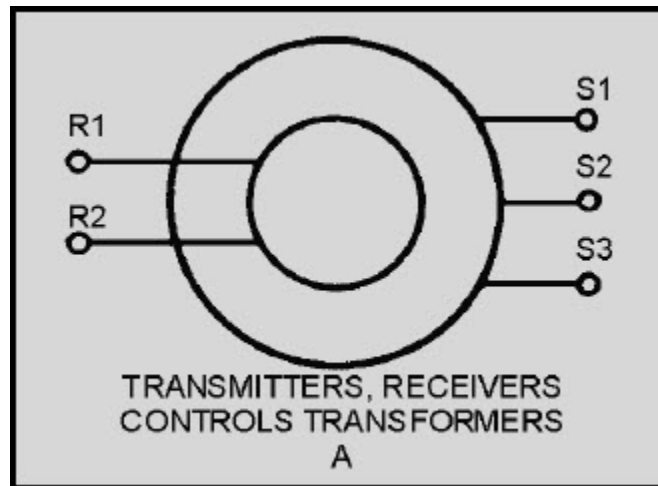 R1
R2
S1
S2
S3
TRANSMITTERS, RECEIVERS
CONTROLS TRANSFORMERS
A